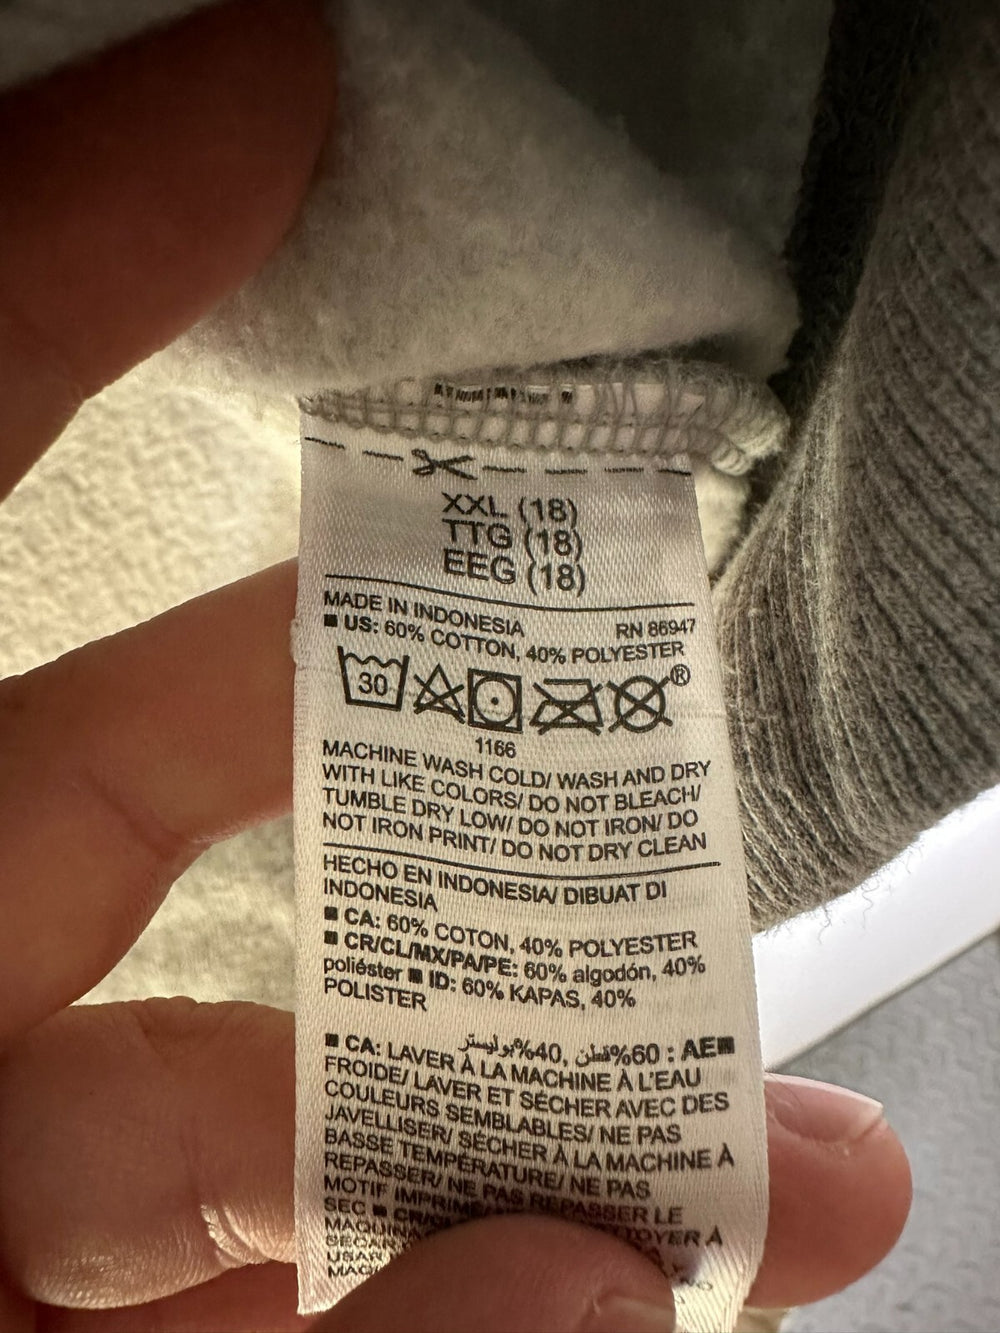 XXL (18)
TTG (18)
EEG (18)
MADE IN INDONESIA RN 86947
■ US: 60% COTTON, 40% POLYESTER
30
®
1166
MACHINE WASH COLD/ WASH AND DRY
WITH LIKE COLORS/ DO NOT BLEACH/
TUMBLE DRY LOW/ DO NOT IRON/ DO
NOT IRON PRINT/ DO NOT DRY CLEAN
HECHO EN INDONESIA/ DIBUAT DI
INDONESIA
■ CA: 60% COTON, 40% POLYESTER
■ CR/CL/MX/PA/PE: 60% algodón, 40%
poliéster ■ ID: 60% KAPAS, 40%
POLISTER
■AE : 60%قطن, 40%بوليستر
■ CA: LAVER À LA MACHINE À L'EAU
FROIDE/ LAVER ET SÉCHER AVEC DES
COULEURS SEMBLABLES/ NE PAS
JAVELLISER/ SÉCHER À LA MACHINE À
BASSE TEMPÉRATURE/ NE PAS
REPASSER/ NE PAS REPASSER LE
MOTIF IMPRIMÉ/
SEC ■